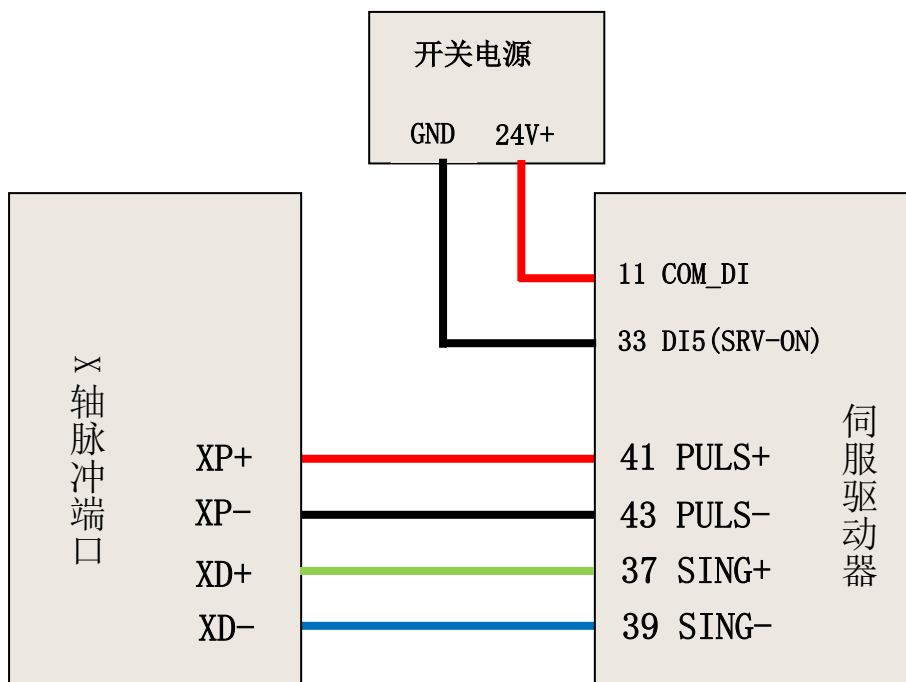 开关电源
GND 24V+
11 COM_DI
33 DI5(SRV-ON)
X轴脉冲端口
XP+
XP-
XD+
XD-
41 PULS+
43 PULS-
37 SING+
39 SING-
伺服驱动器